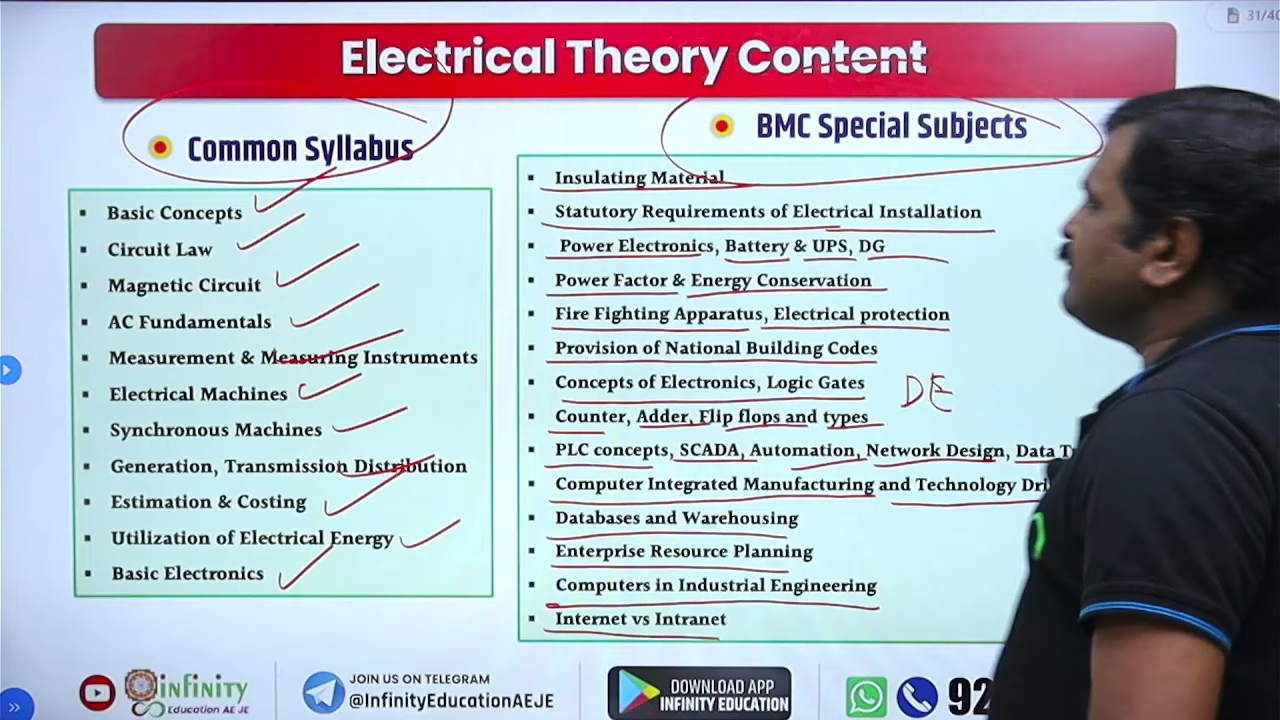 31/40
Electrical Theory Content
Common Syllabus
Basic Concepts
Circuit Law
Magnetic Circuit
AC Fundamentals
Measurement & Measuring Instruments
Electrical Machines
Synchronous Machines
Generation, Transmission Distribution
Estimation & Costing
Utilization of Electrical Energy
Basic Electronics
BMC Special Subjects
Insulating Material
Statutory Requirements of Electrical Installation
Power Electronics, Battery & UPS, DG
Power Factor & Energy Conservation
Fire Fighting Apparatus, Electrical protection
Provision of National Building Codes
Concepts of Electronics, Logic Gates
DE
Counter, Adder, Flip flops and types
PLC concepts, SCADA, Automation, Network Design, Data
Computer Integrated Manufacturing and Technology
Databases and Warehousing
Enterprise Resource Planning
Computers in Industrial Engineering
Internet vs Intranet
infinity
Education AE JE
JOIN US ON TELEGRAM
@InfinityEducationAEJE
DOWNLOAD APP
INFINITY EDUCATION
92